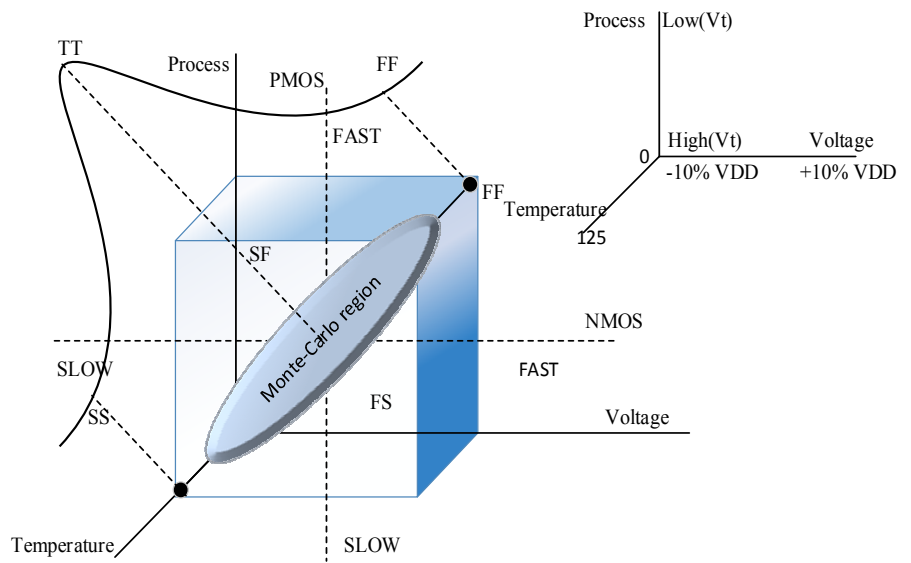 TT
Process
PMOS
FF
FAST
FF
SF
Monte-Carlo region
NMOS
SLOW
FAST
SS
FS
Voltage
Temperature
SLOW
Process
Low(Vt)
0
High(Vt)
Voltage
-10% VDD
+10% VDD
Temperature
125